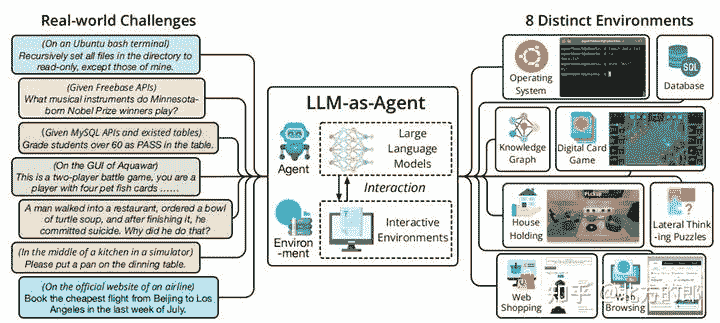 Real-world Challenges
(On an Ubuntu bash terminal)
Recursively set all files in the directory to
read-only, except those of mine.
(Given Freebase APIs)
What musical instruments do Minnesota-
born Nobel Prize winners play?
(Given MySQL APIs and existed tables)
Grade students over 60 as PASS in the table.
(On the GUI of Aquawar)
This is a two-player battle game, you are a
player with four pet fish cards ......
A man walked into a restaurant, ordered a bowl
of turtle soup, and after finishing it, he
committed suicide. Why did he do that?
(In the middle of a kitchen in a simulator)
Please put a pan on the dinning table.
(On the official website of an airline)
Book the cheapest flight from Beijing to Los
Angeles in the last week of July.
LLM-as-Agent
Agent
Large
Language
Models
Interaction
Environ
-ment
Interactive
Environments
8 Distinct Environments
Operating
System
SQL
Database
Knowledge
Graph
Digital Card
Game
House
Holding
Lateral Think
-ing Puzzles
Web
Shopping
Web
Browsing
知乎 @北方的郎